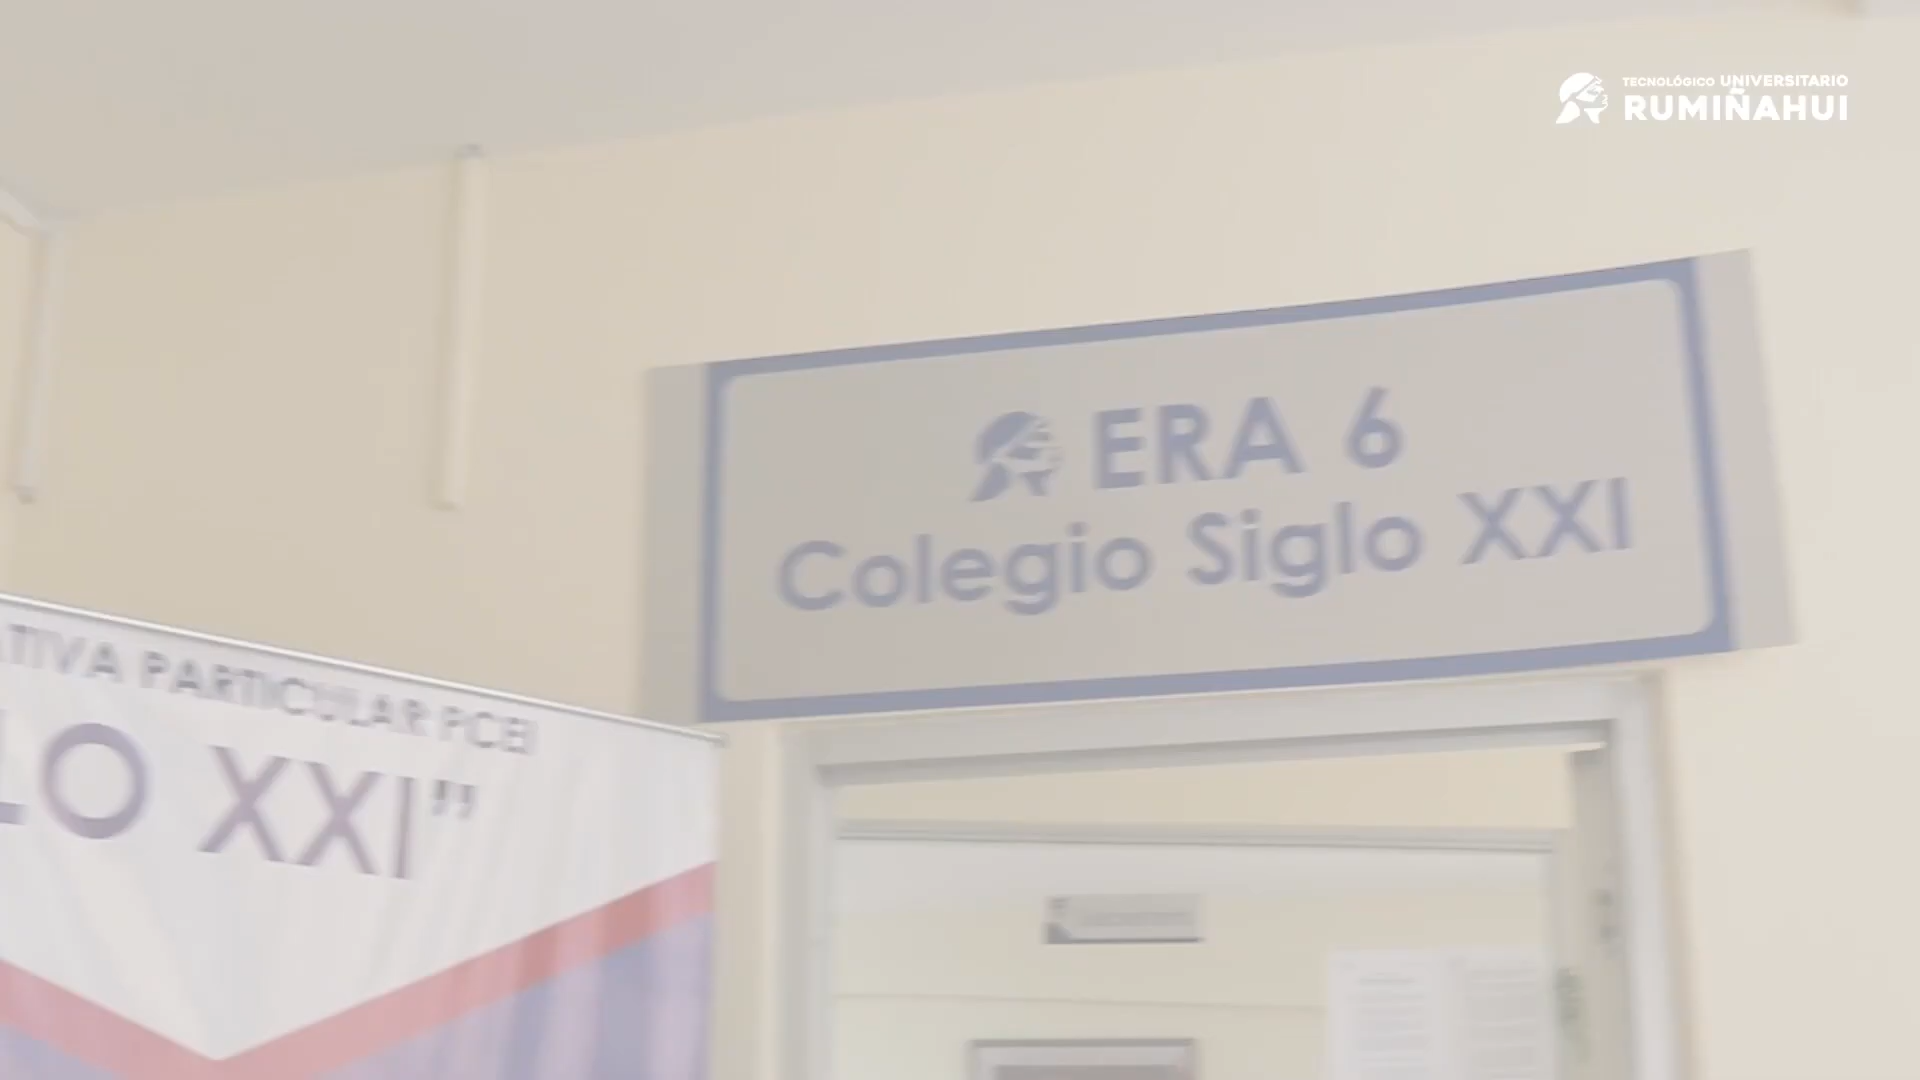 TECNOLÓGICO UNIVERSITARIO
RUMIÑAHUI
ERA 6
Colegio Siglo XXI
ATIVA PARTICULAR PCEI
LO XXI”